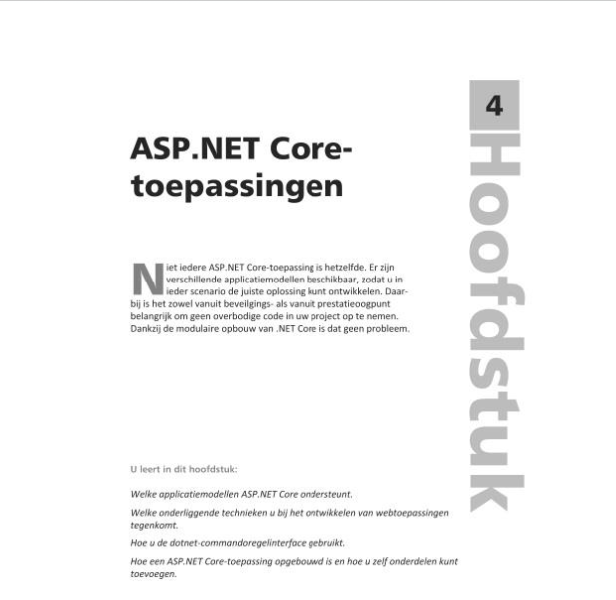 4
Hoofdstuk
ASP.NET Core-
toepassingen
Niet iedere ASP.NET Core-toepassing is hetzelfde. Er zijn
verschillende applicatiemodellen beschikbaar, zodat u in
ieder scenario de juiste oplossing kunt ontwikkelen. Daar-
bij is het zowel vanuit beveilgings- als vanuit prestatieoogpunt
belangrijk om geen overbodige code in uw project op te nemen.
Dankzij de modulaire opbouw van .NET Core is dat geen probleem.
U leert in dit hoofdstuk:
Welke applicatiemodellen ASP.NET Core ondersteunt.
Welke onderliggende technieken u bij het ontwikkelen van webtoepassingen
tegenkomt.
Hoe u de dotnet-commandoregelinterface gebruikt.
Hoe een ASP.NET Core-toepassing opgebouwd is en hoe u zelf onderdelen kunt
toevoegen.